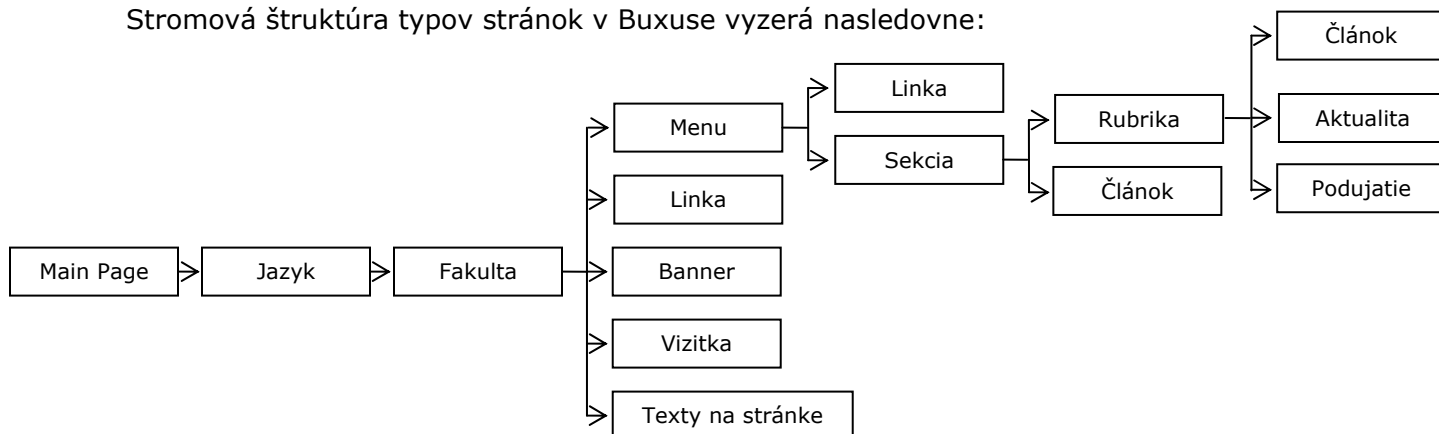 Stromová štruktúra typov stránok v Buxuse vyzerá nasledovne:
Main Page
Jazyk
Fakulta
Menu
Linka
Banner
Vizitka
Texty na stránke
Linka
Sekcia
Rubrika
Článok
Článok
Aktualita
Podujatie